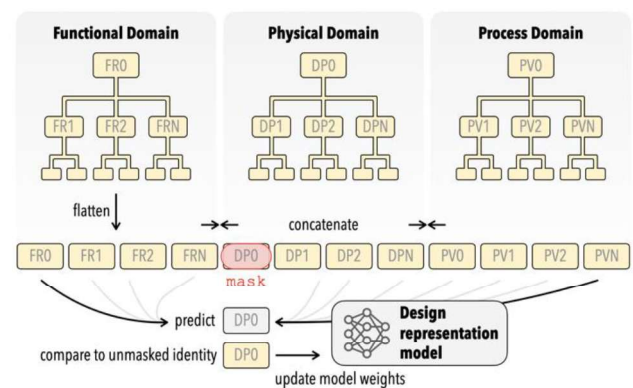 Functional Domain Physical Domain Process Domain
FR0 DP0 PV0
FR1 FR2 FRN DP1 DP2 DPN PV1 PV2 PVN
flatten concatenate
FR0 FR1 FR2 FRN DP0 DP1 DP2 DPN PV0 PV1 PV2 PVN
mask
predict DP0
Design
representation
model
compare to unmasked identity DP0
update model weights